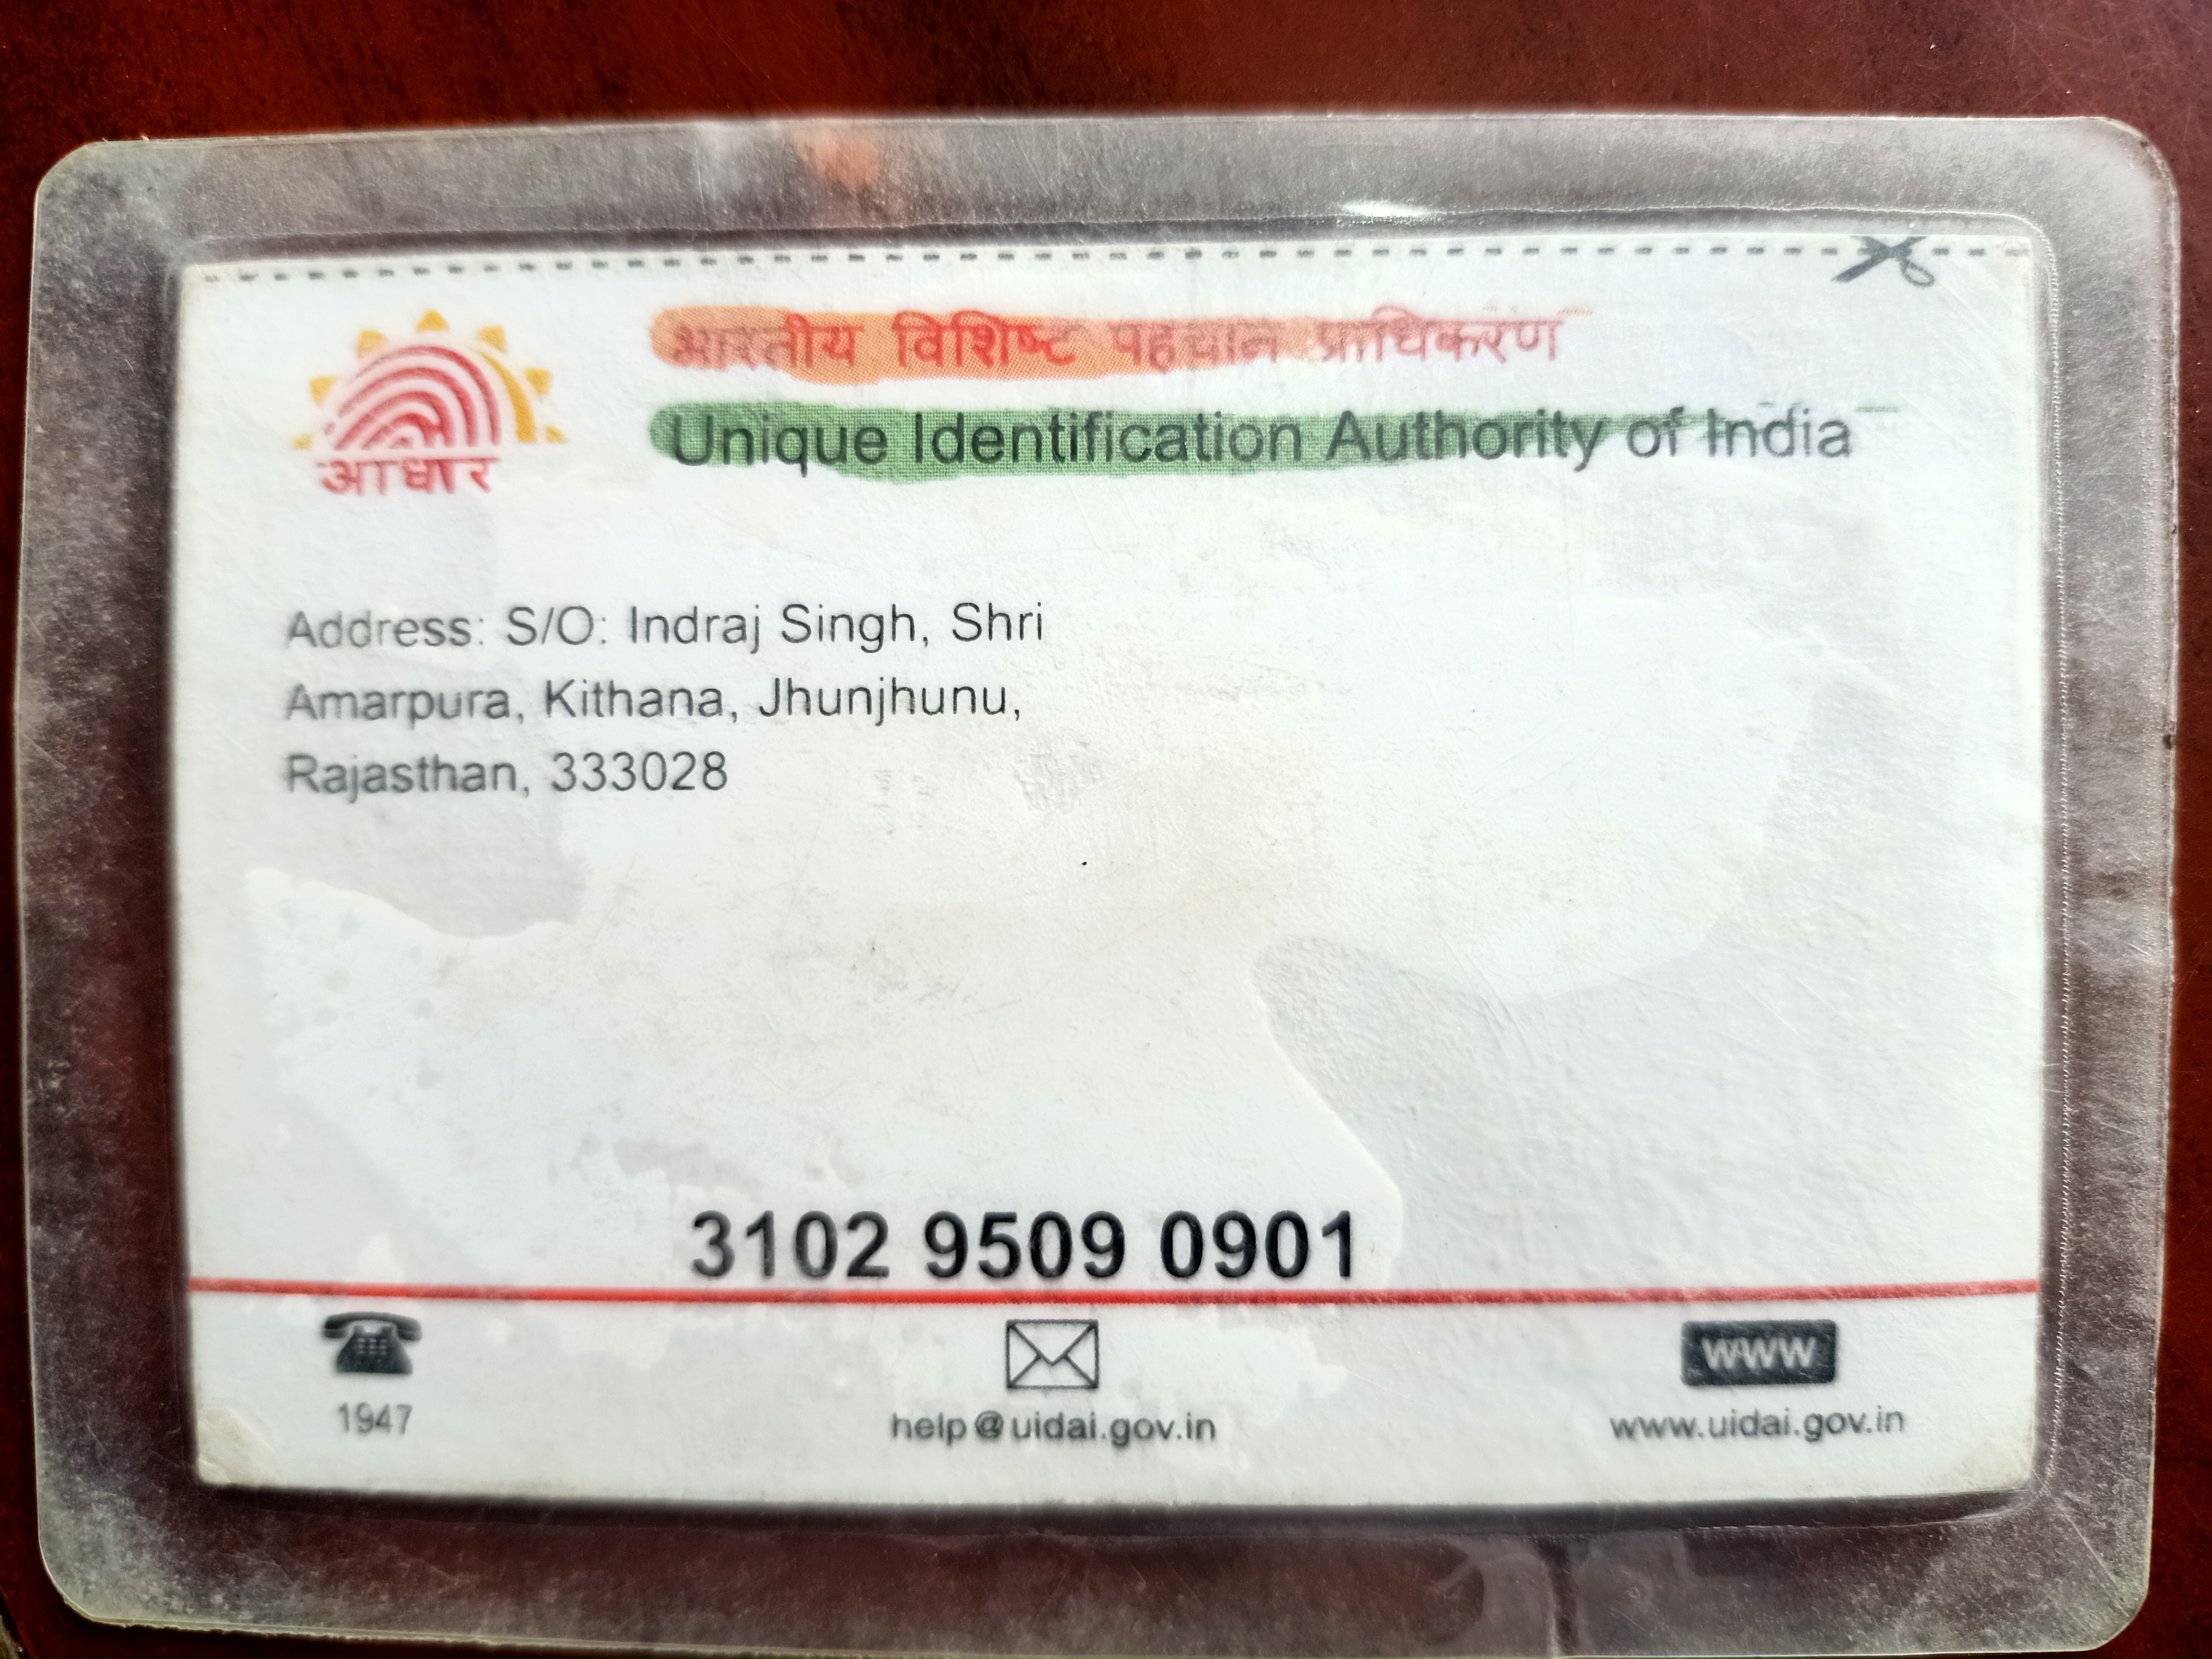 भारतीय विशिष्ट पहचान प्राधिकरण
आधार
Unique Identification Authority of India
Address: S/O: Indraj Singh, Shri
Amarpura, Kithana, Jhunjhunu,
Rajasthan, 333028
3102 9509 0901
1947
help@uidai.gov.in
www
www.uidai.gov.in